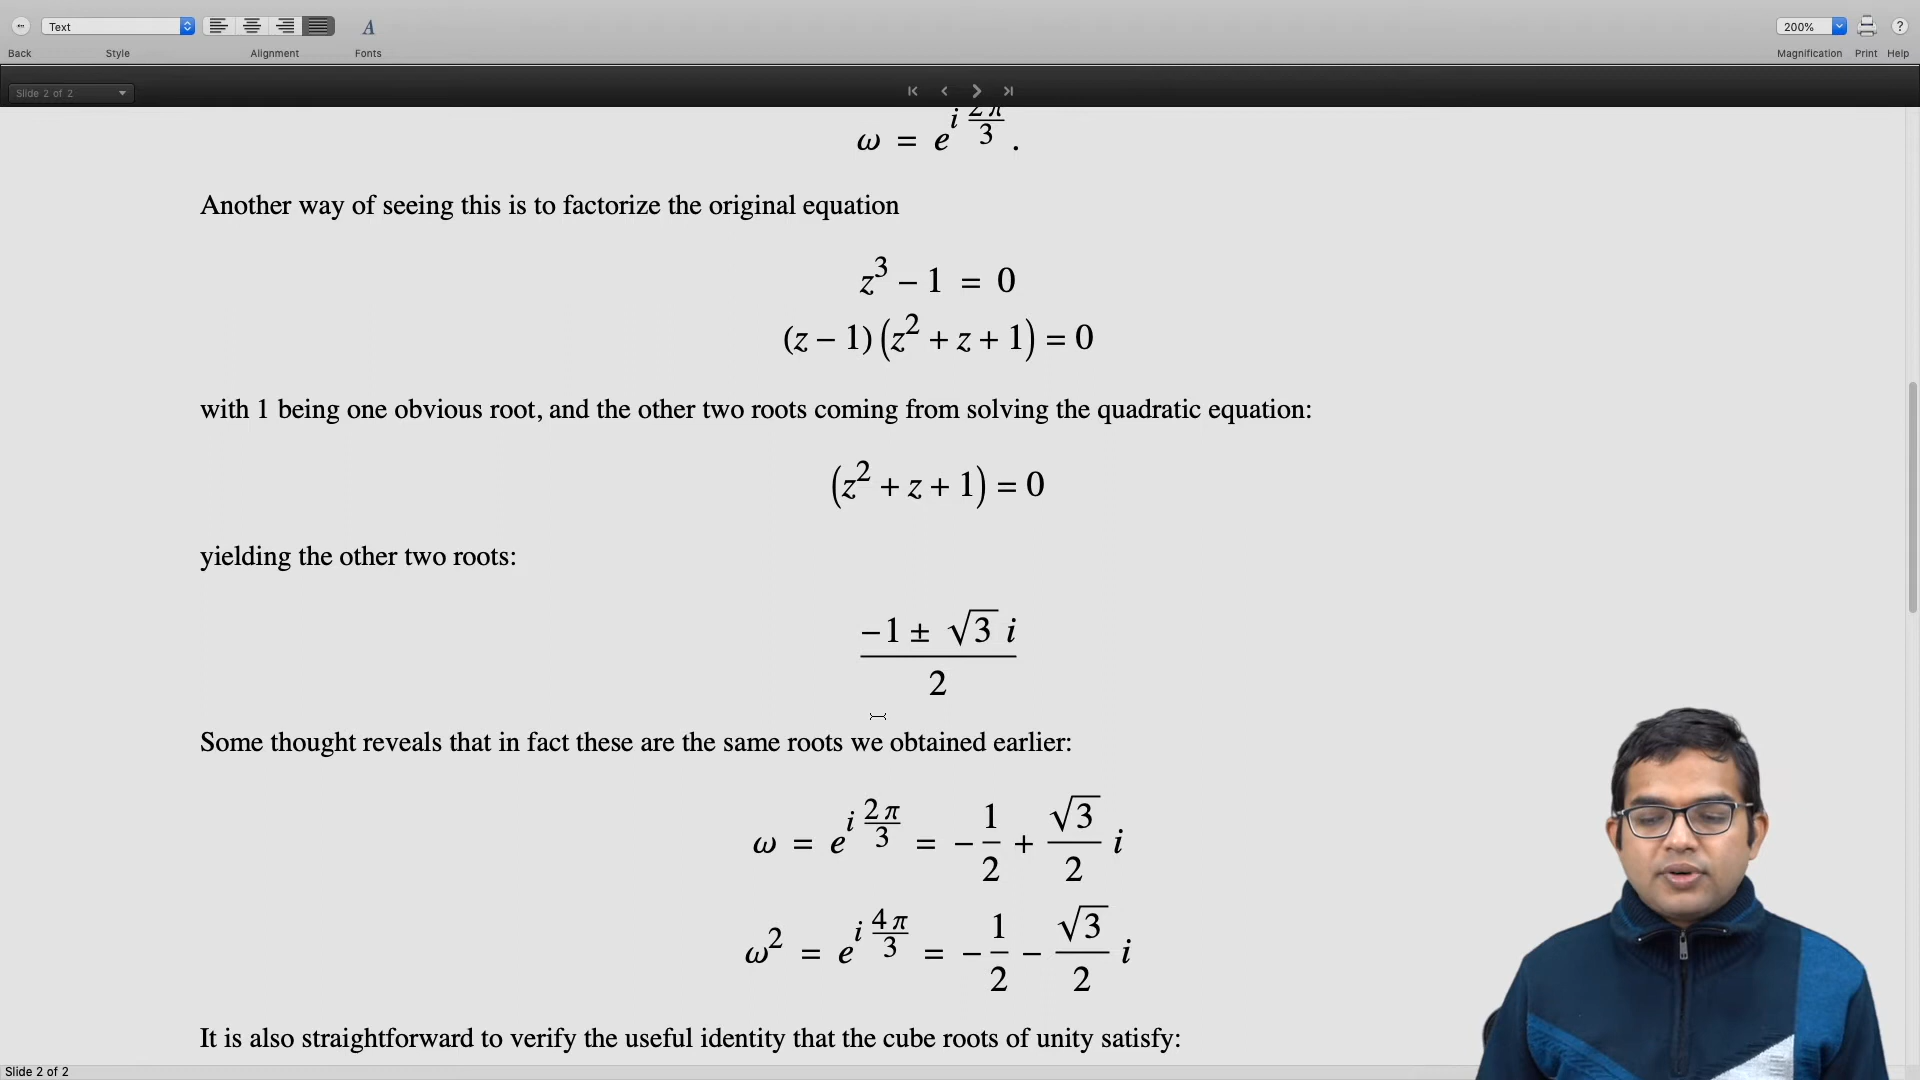 Text
Back
Style
Alignment
A
Fonts
200%
?
Magnification
Print
Help
Slide 2 of 2
ω = e^{i 2π/3}.
Another way of seeing this is to factorize the original equation
z³ − 1 = 0
(z − 1)(z² + z + 1) = 0
with 1 being one obvious root, and the other two roots coming from solving the quadratic equation:
(z² + z + 1) = 0
yielding the other two roots:
(−1 ± √3 i)/2
Some thought reveals that in fact these are the same roots we obtained earlier:
ω = e^{i 2π/3} = −1/2 + √3/2 i
ω² = e^{i 4π/3} = −1/2 − √3/2 i
It is also straightforward to verify the useful identity that the cube roots of unity satisfy:
Slide 2 of 2